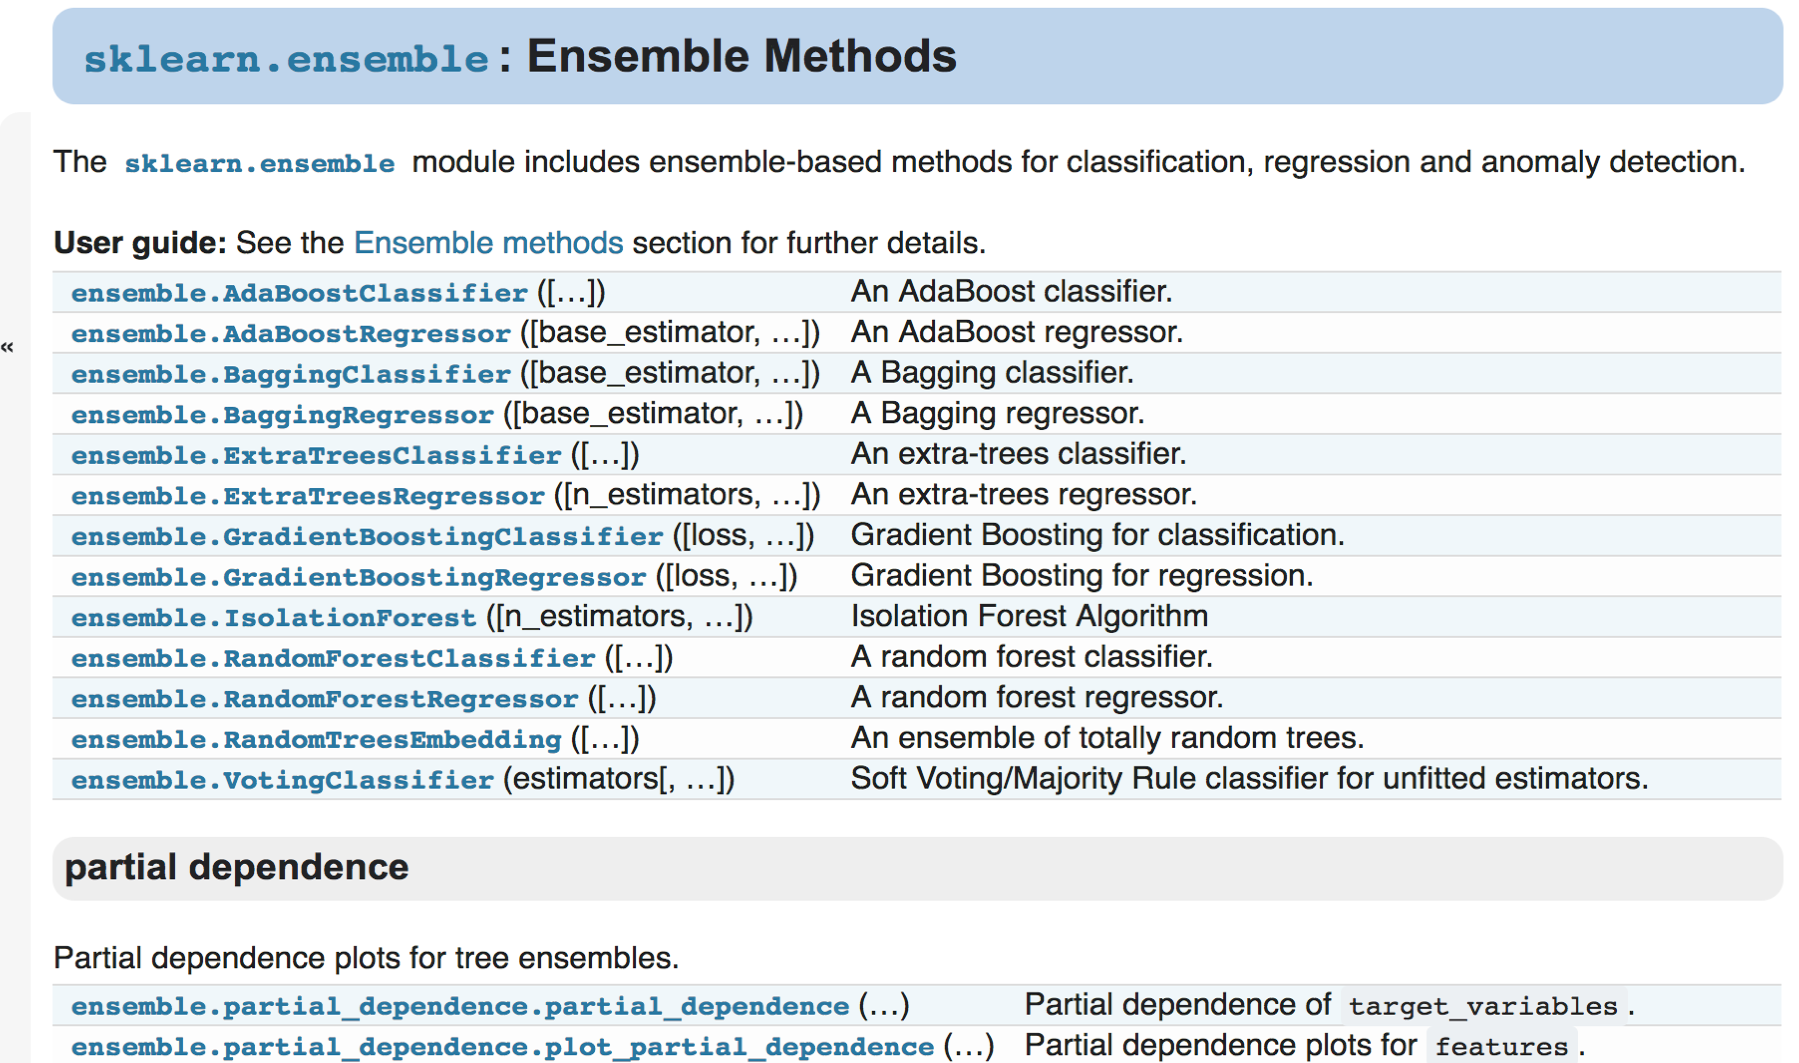 sklearn.ensemble: Ensemble Methods
The sklearn.ensemble module includes ensemble-based methods for classification, regression and anomaly detection.
User guide: See the Ensemble methods section for further details.
ensemble.AdaBoostClassifier ([…]) An AdaBoost classifier.
ensemble.AdaBoostRegressor ([base_estimator, …]) An AdaBoost regressor.
«
ensemble.BaggingClassifier ([base_estimator, …]) A Bagging classifier.
ensemble.BaggingRegressor ([base_estimator, …]) A Bagging regressor.
ensemble.ExtraTreesClassifier ([…]) An extra-trees classifier.
ensemble.ExtraTreesRegressor ([n_estimators, …]) An extra-trees regressor.
ensemble.GradientBoostingClassifier ([loss, …]) Gradient Boosting for classification.
ensemble.GradientBoostingRegressor ([loss, …]) Gradient Boosting for regression.
ensemble.IsolationForest ([n_estimators, …]) Isolation Forest Algorithm
ensemble.RandomForestClassifier ([…]) A random forest classifier.
ensemble.RandomForestRegressor ([…]) A random forest regressor.
ensemble.RandomTreesEmbedding ([…]) An ensemble of totally random trees.
ensemble.VotingClassifier (estimators[, …]) Soft Voting/Majority Rule classifier for unfitted estimators.
partial dependence
Partial dependence plots for tree ensembles.
ensemble.partial_dependence.partial_dependence (…) Partial dependence of target_variables.
ensemble.partial_dependence.plot_partial_dependence (…) Partial dependence plots for features.